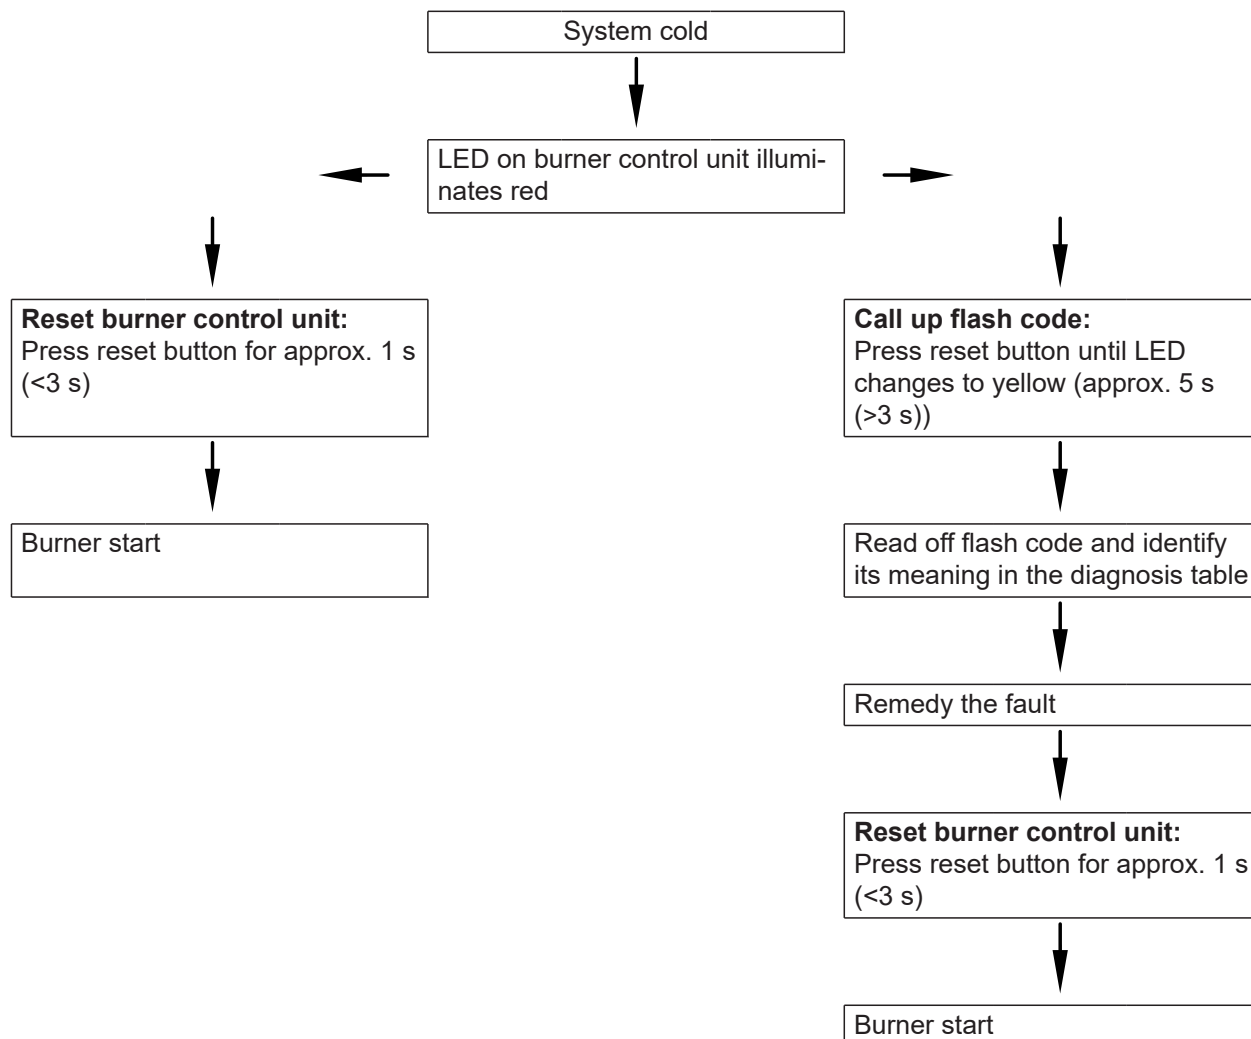 System cold
LED on burner control unit illumi-
nates red
Reset burner control unit:
Press reset button for approx. 1 s
(<3 s)
Call up flash code:
Press reset button until LED
changes to yellow (approx. 5 s
(>3 s))
Burner start
Read off flash code and identify
its meaning in the diagnosis table
Remedy the fault
Reset burner control unit:
Press reset button for approx. 1 s
(<3 s)
Burner start